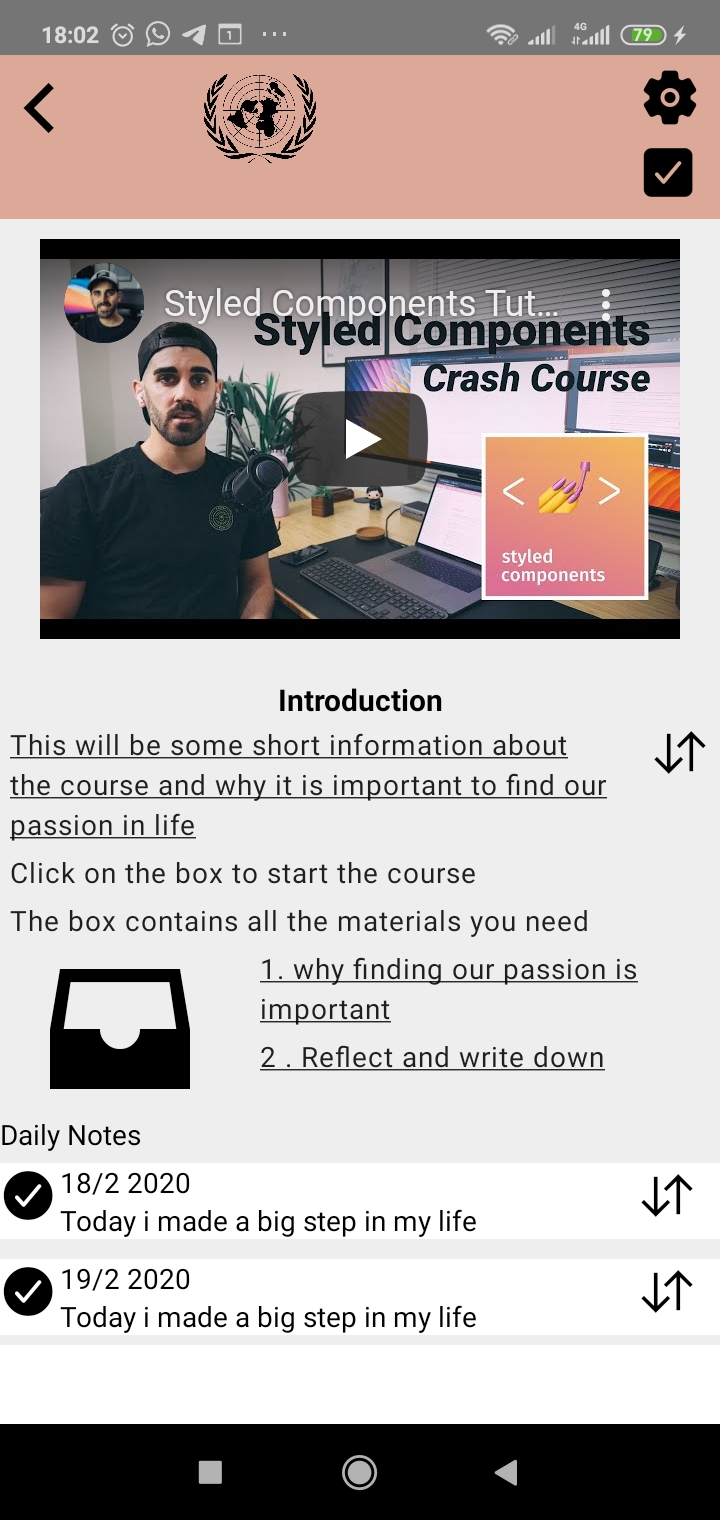 18:02
1
4G
79
Styled Components Tut...
Styled Components
Crash Course
< >
styled
components
Introduction
This will be some short information about
the course and why it is important to find our
passion in life
Click on the box to start the course
The box contains all the materials you need
1. why finding our passion is
important
2 . Reflect and write down
Daily Notes
18/2 2020
Today i made a big step in my life
19/2 2020
Today i made a big step in my life